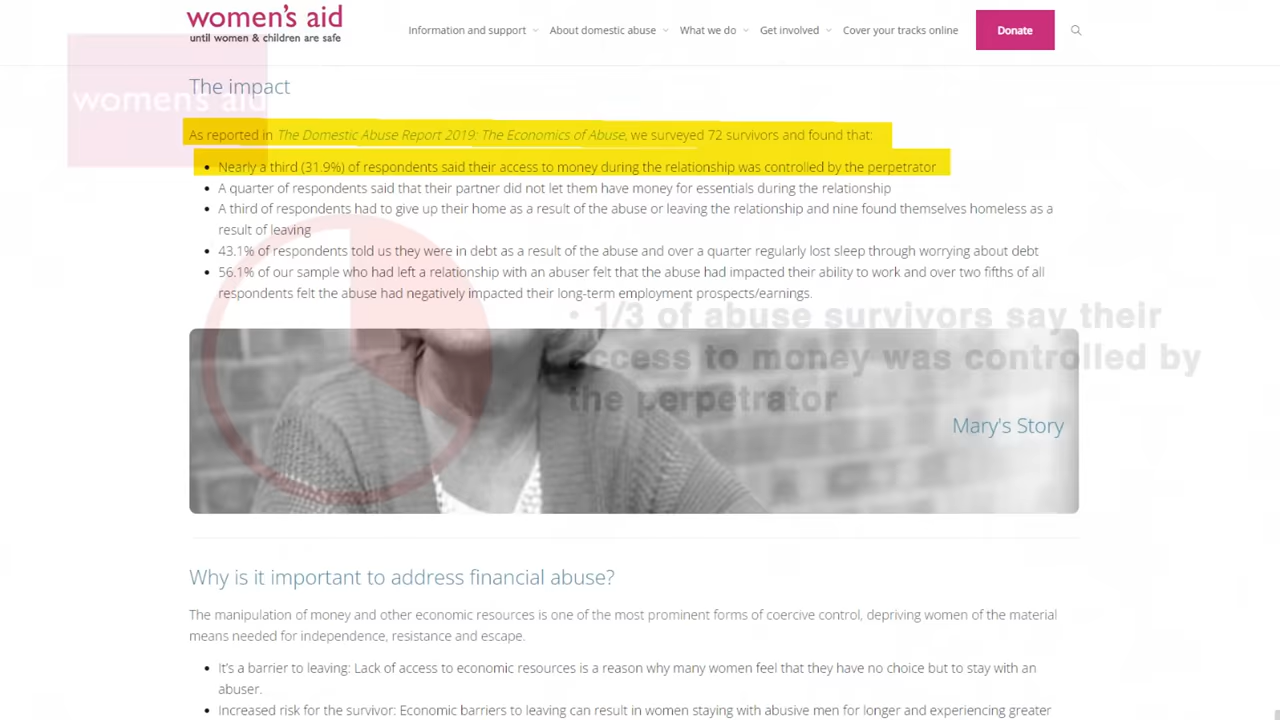 women's aid
until women & children are safe
Information and support
About domestic abuse
What we do
Get involved
Cover your tracks online
Donate
The impact
women's aid
As reported in The Domestic Abuse Report 2019: The Economics of Abuse, we surveyed 72 survivors and found that:
• Nearly a third (31.9%) of respondents said their access to money during the relationship was controlled by the perpetrator
• A quarter of respondents said that their partner did not let them have money for essentials during the relationship
• A third of respondents had to give up their home as a result of the abuse or leaving the relationship and nine found themselves homeless as a
result of leaving
• 43.1% of respondents told us they were in debt as a result of the abuse and over a quarter regularly lost sleep through worrying about debt
• 56.1% of our sample who had left a relationship with an abuser felt that the abuse had impacted their ability to work and over two fifths of all
respondents felt the abuse had negatively impacted their long-term employment prospects/earnings.
• 1/3 of abuse survivors say their
access to money was controlled by
the perpetrator
Mary's Story
Why is it important to address financial abuse?
The manipulation of money and other economic resources is one of the most prominent forms of coercive control, depriving women of the material
means needed for independence, resistance and escape.
• It's a barrier to leaving: Lack of access to economic resources is a reason why many women feel that they have no choice but to stay with an
abuser.
• Increased risk for the survivor: Economic barriers to leaving can result in women staying with abusive men for longer and experiencing greater